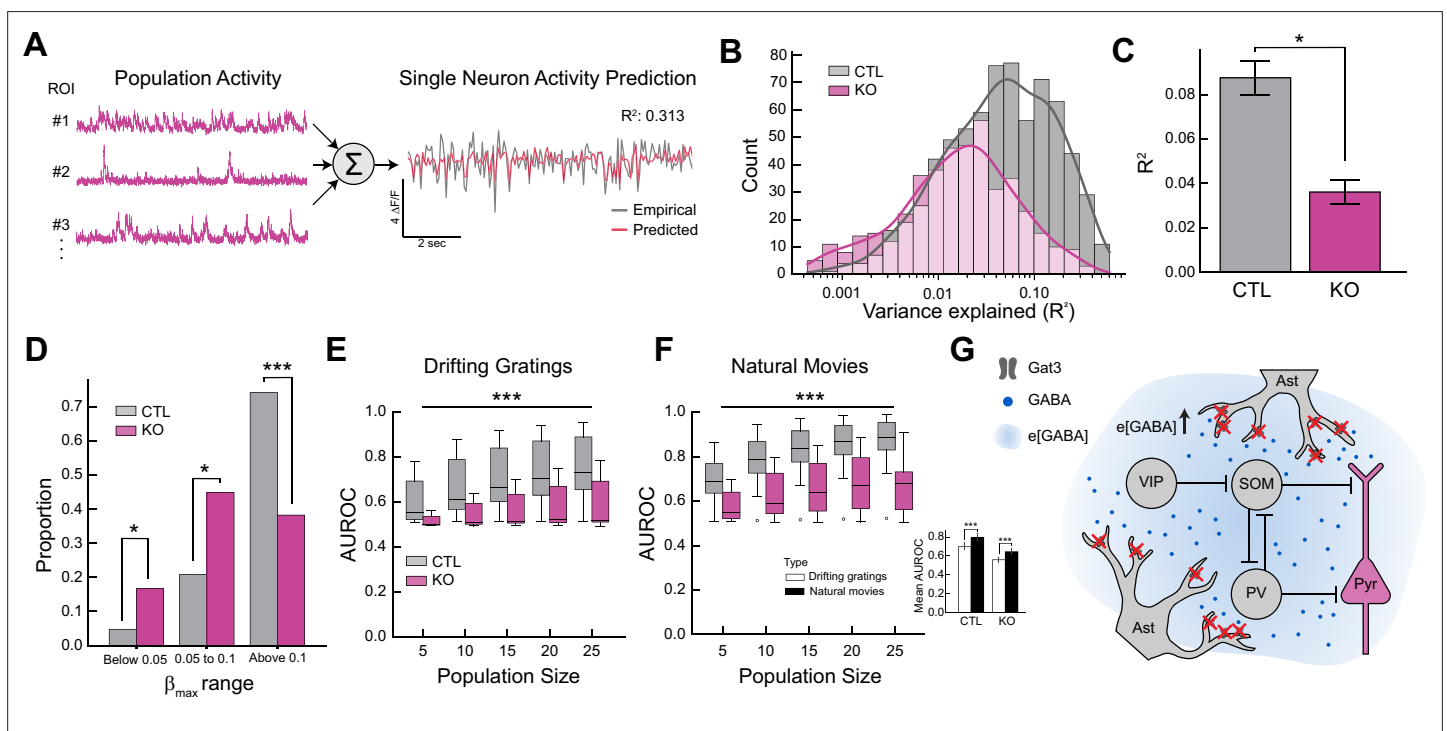 A
Population Activity
Single Neuron Activity Prediction
ROI
#1
#2
#3
Σ
R²: 0.313
4 ΔF/F
2 sec
Empirical
Predicted
B
CTL
KO
Count
80
70
60
50
40
30
20
10
0
0.001 0.01 0.10
Variance explained (R²)
C
*
R²
0.08
0.06
0.04
0.02
0.00
CTL KO
D
CTL
KO
* * ***
Proportion
0.7
0.6
0.5
0.4
0.3
0.2
0.1
0.0
Below 0.05 0.05 to 0.1 Above 0.1
βmax range
E
Drifting Gratings
***
AUROC
1.0
0.8
0.6
0.4
0.2
0.0
CTL
KO
5 10 15 20 25
Population Size
F
Natural Movies
***
AUROC
1.0
0.8
0.6
0.4
0.2
0.0
Type
Drifting gratings
Natural movies
5 10 15 20 25
Population Size
Mean AUROC
0.8
0.6
0.4
0.2
0.0
*** ***
CTL KO
G
Gat3
GABA
e[GABA]
e[GABA]
Ast
VIP
SOM
PV
Pyr
Ast